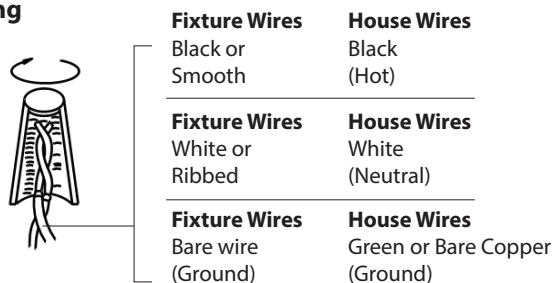 ng
Fixture Wires House Wires
Black or Black
Smooth (Hot)
Fixture Wires House Wires
White or White
Ribbed (Neutral)
Fixture Wires House Wires
Bare wire Green or Bare Copper
(Ground) (Ground)